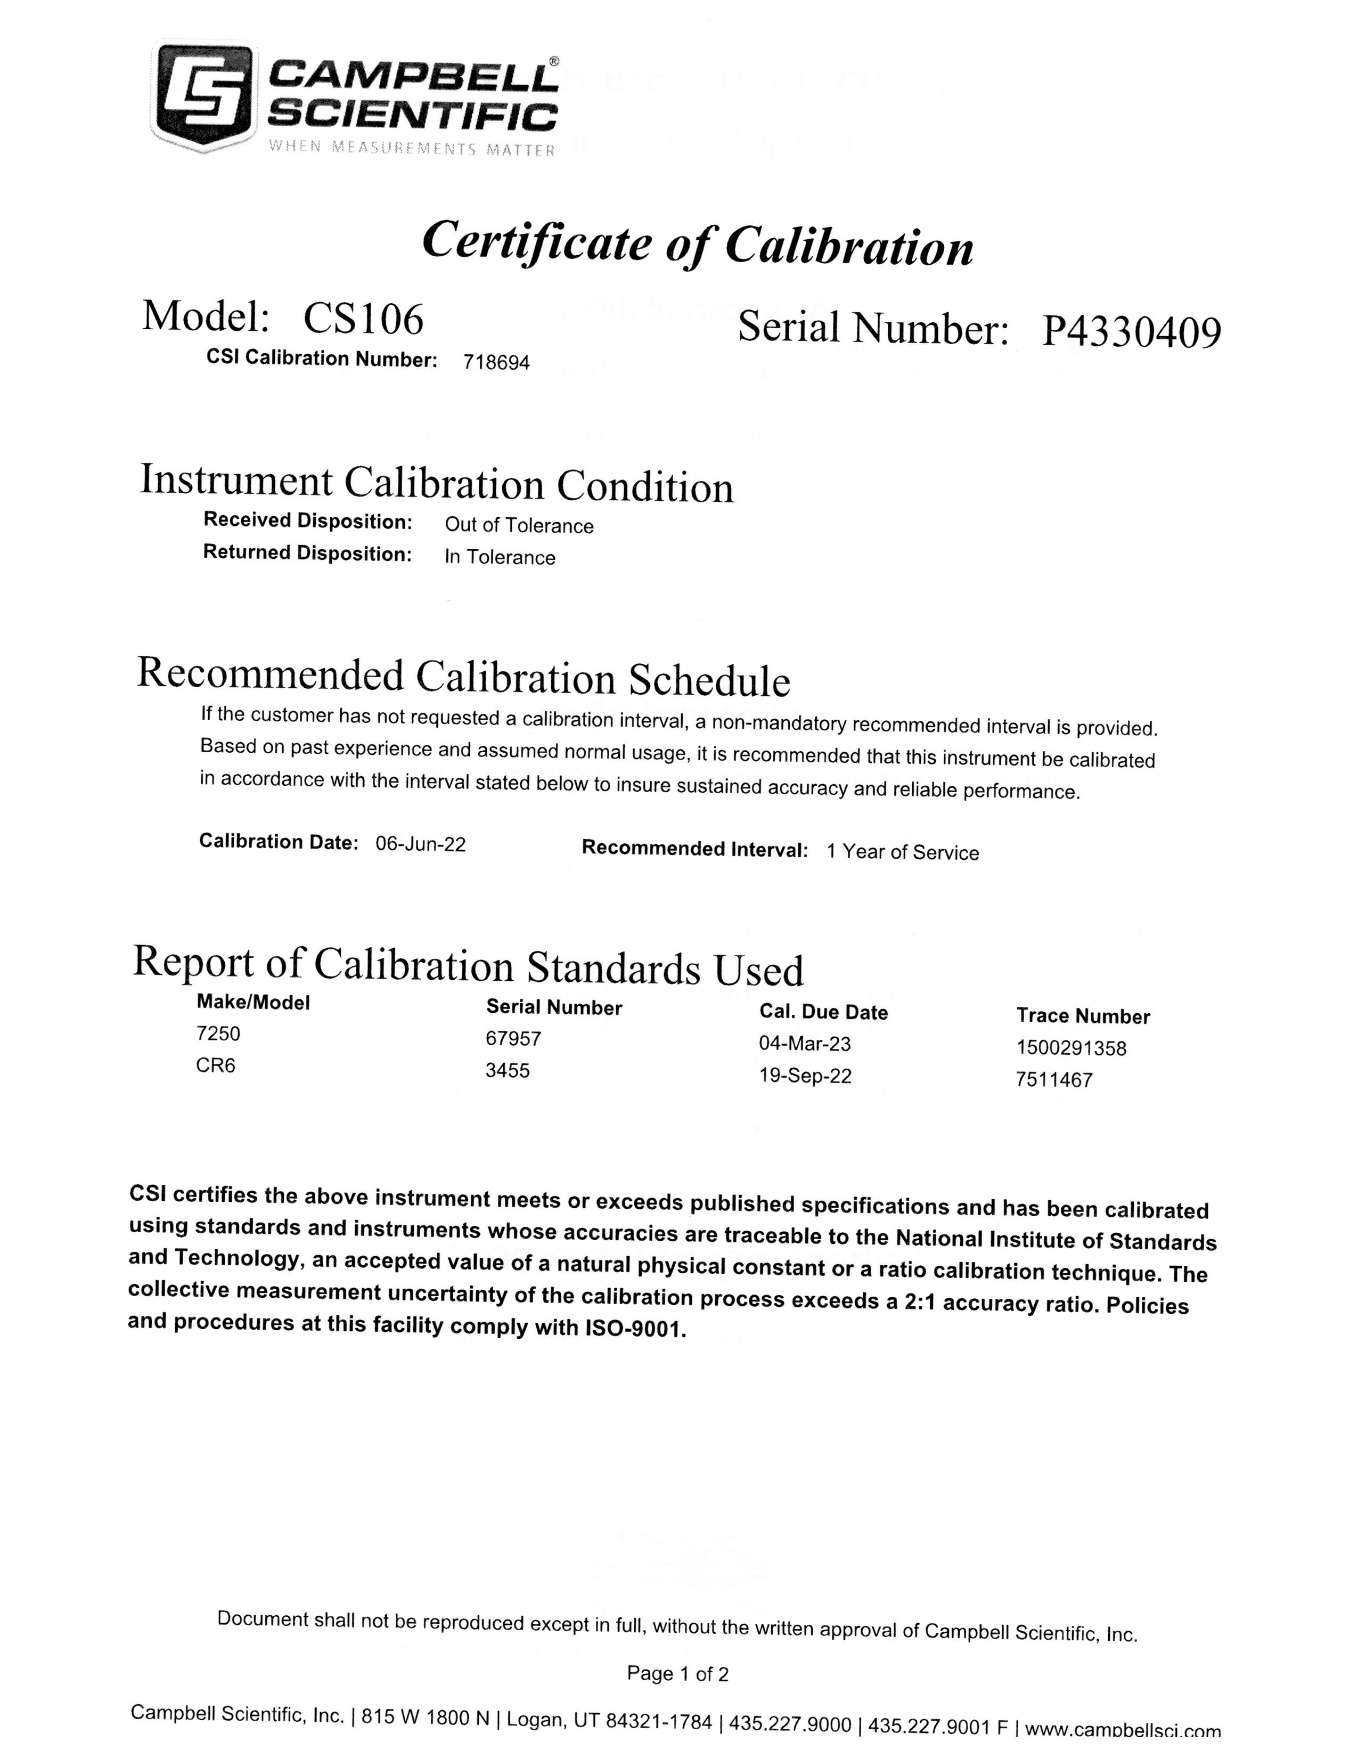 CAMPBELL®
SCIENTIFIC
WHEN MEASUREMENTS MATTER
Certificate of Calibration
Model: CS106 Serial Number: P4330409
CSI Calibration Number: 718694
Instrument Calibration Condition
Received Disposition: Out of Tolerance
Returned Disposition: In Tolerance
Recommended Calibration Schedule
If the customer has not requested a calibration interval, a non-mandatory recommended interval is provided.
Based on past experience and assumed normal usage, it is recommended that this instrument be calibrated
in accordance with the interval stated below to insure sustained accuracy and reliable performance.
Calibration Date: 06-Jun-22 Recommended Interval: 1 Year of Service
Report of Calibration Standards Used
Make/Model Serial Number Cal. Due Date Trace Number
7250 67957 04-Mar-23 1500291358
CR6 3455 19-Sep-22 7511467
CSI certifies the above instrument meets or exceeds published specifications and has been calibrated
using standards and instruments whose accuracies are traceable to the National Institute of Standards
and Technology, an accepted value of a natural physical constant or a ratio calibration technique. The
collective measurement uncertainty of the calibration process exceeds a 2:1 accuracy ratio. Policies
and procedures at this facility comply with ISO-9001.
Document shall not be reproduced except in full, without the written approval of Campbell Scientific, Inc.
Page 1 of 2
Campbell Scientific, Inc. | 815 W 1800 N | Logan, UT 84321-1784 | 435.227.9000 | 435.227.9001 F | www.campbellsci.com